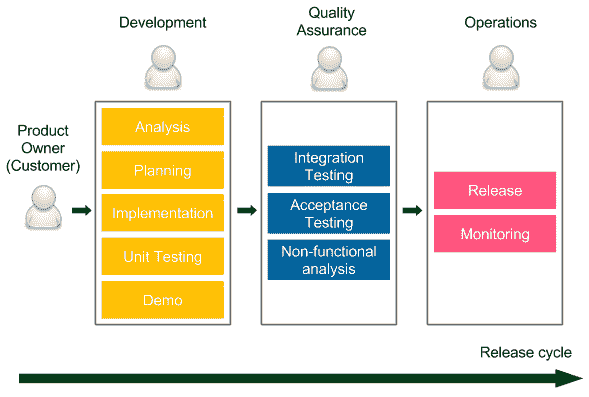 Development
Quality
Assurance
Operations
Product
Owner
(Customer)
Analysis
Planning
Implementation
Unit Testing
Demo
Integration
Testing
Acceptance
Testing
Non-functional
analysis
Release
Monitoring
Release cycle